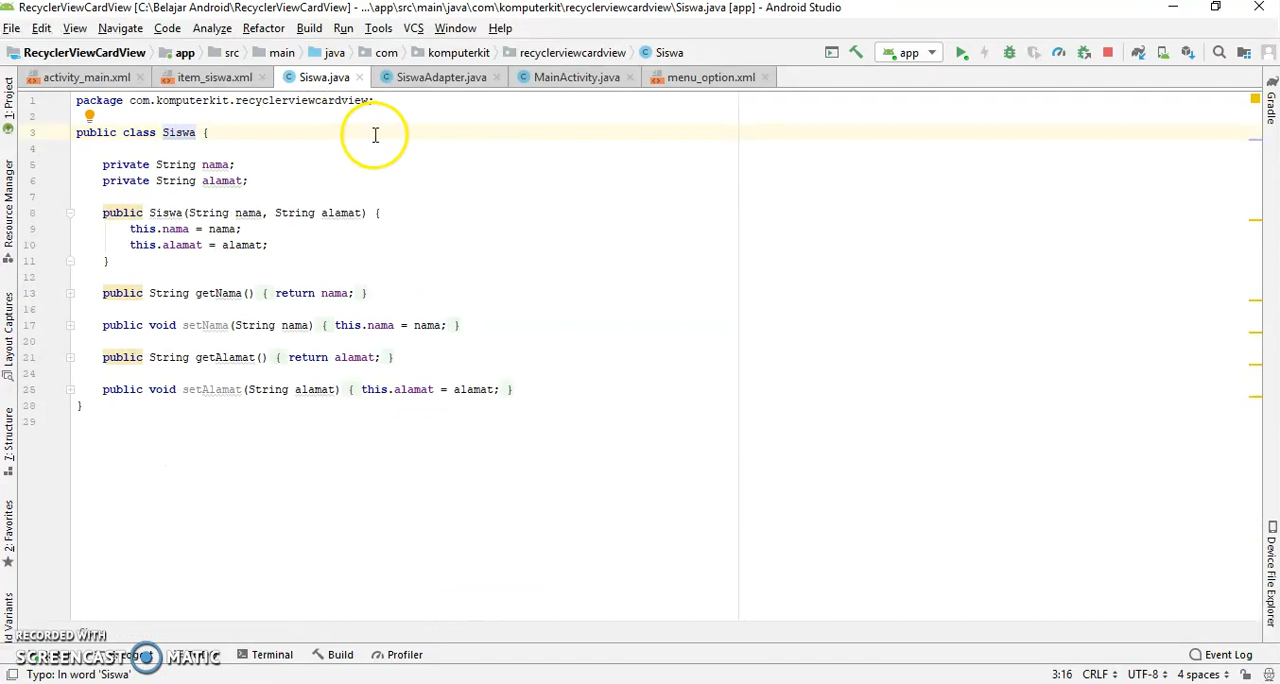 RecyclerViewCardView [C:\Belajar Android\RecyclerViewCardView] - ...\app\src\main\java\com\komputerkit\recyclerviewcardview\Siswa.java [app] - Android Studio
File Edit View Navigate Code Analyze Refactor Build Run Tools VCS Window Help
RecyclerViewCardView app src main java com komputerkit recyclerviewcardview Siswa app
activity_main.xml item_siswa.xml Siswa.java SiswaAdapter.java MainActivity.java menu_option.xml
1 package com.komputerkit.recyclerviewcardview;
2
3 public class Siswa {
4
5 private String nama;
6 private String alamat;
7
8 public Siswa(String nama, String alamat) {
9 this.nama = nama;
10 this.alamat = alamat;
11 }
12
13 public String getNama() { return nama; }
16
17 public void setNama(String nama) { this.nama = nama; }
20
21 public String getAlamat() { return alamat; }
24
25 public void setAlamat(String alamat) { this.alamat = alamat; }
28 }
29
1: Project
Resource Manager
Layout Captures
7: Structure
2: Favorites
ld Variants
Gradle
Device File Explorer
RECORDED WITH
SCREENCAST MATIC
Terminal Build Profiler Event Log
Typo: In word 'Siswa' 3:16 CRLF UTF-8 4 spaces